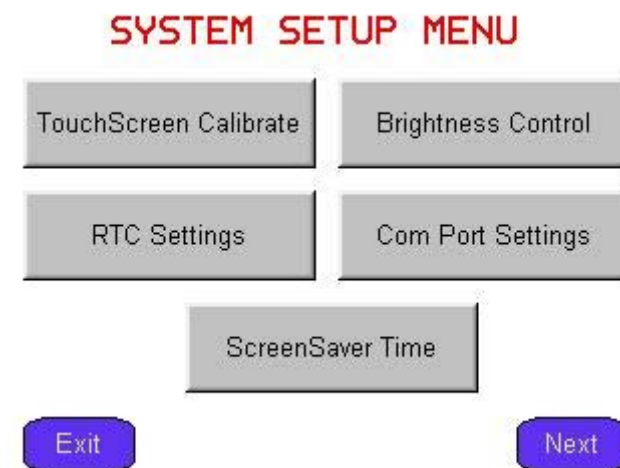 SYSTEM SETUP MENU
TouchScreen Calibrate
Brightness Control
RTC Settings
Com Port Settings
ScreenSaver Time
Exit
Next